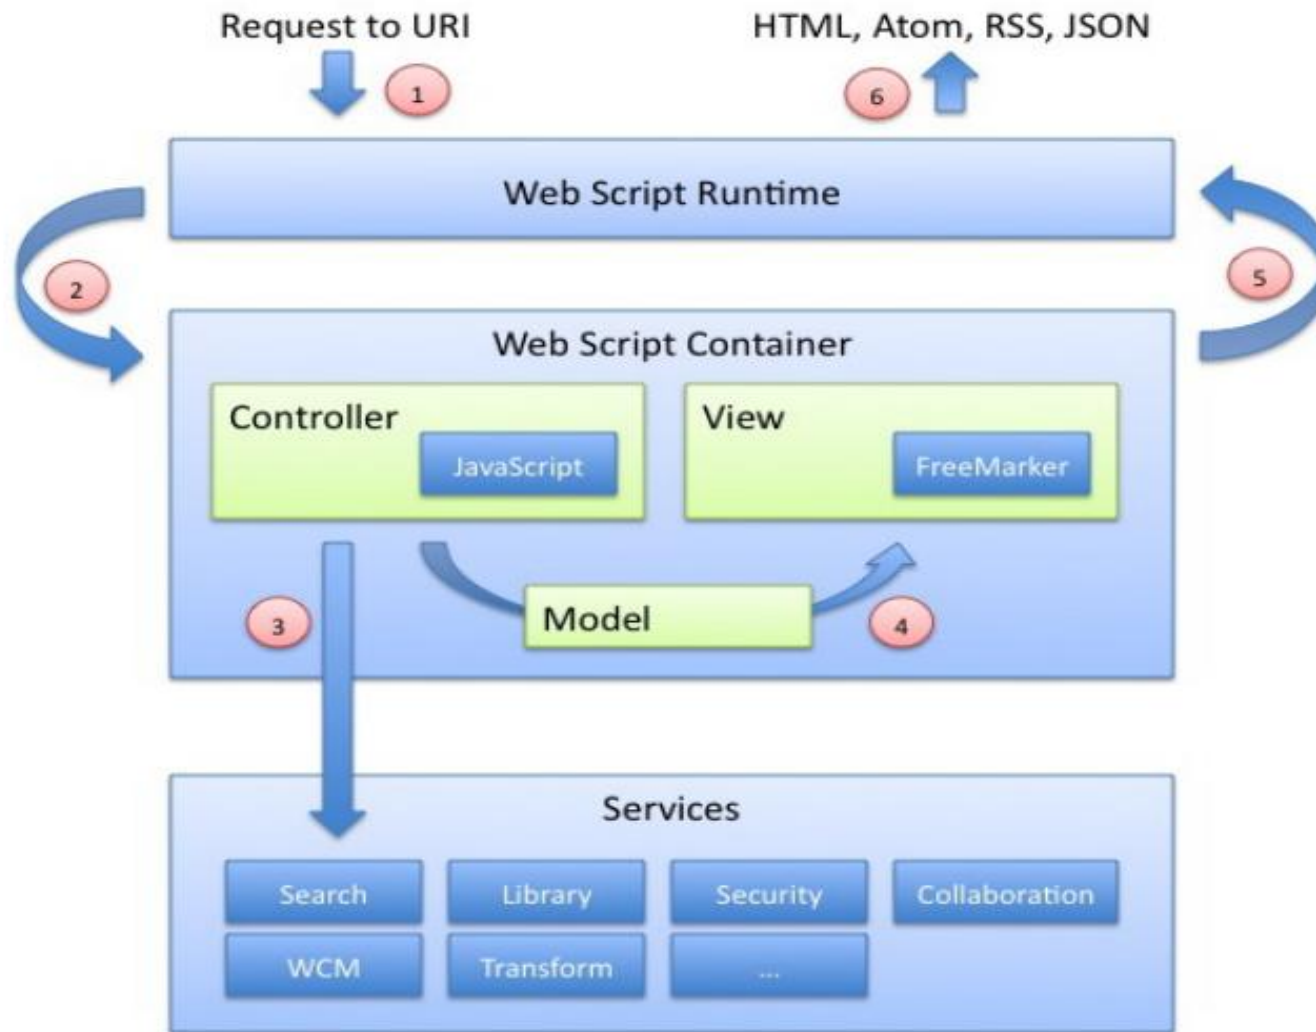 Request to URI
HTML, Atom, RSS, JSON
1
6
Web Script Runtime
2
5
Web Script Container
Controller
JavaScript
View
FreeMarker
3
Model
4
Services
Search
Library
Security
Collaboration
WCM
Transform
...